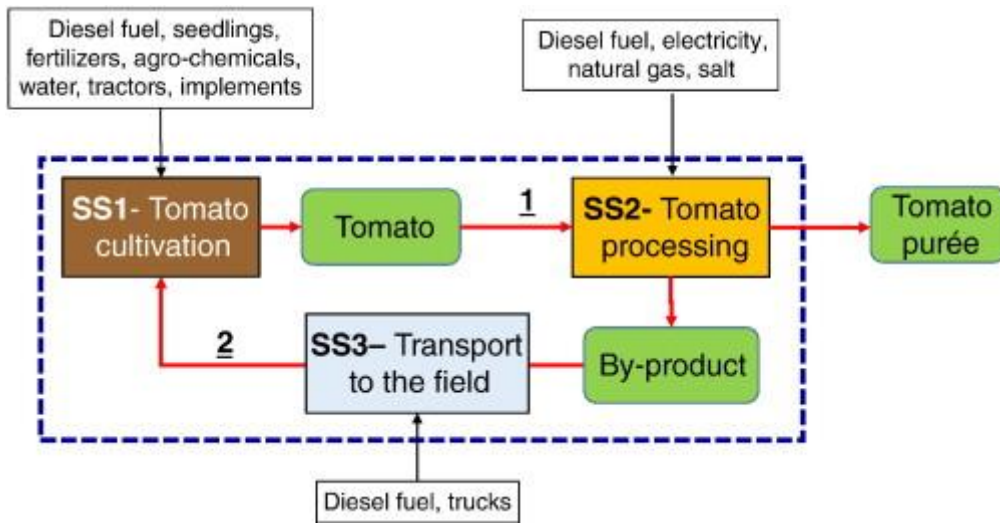 Diesel fuel, seedlings,
fertilizers, agro-chemicals,
water, tractors, implements
Diesel fuel, electricity,
natural gas, salt
SS1- Tomato
cultivation
Tomato
1
SS2- Tomato
processing
Tomato
purée
2
SS3– Transport
to the field
By-product
Diesel fuel, trucks